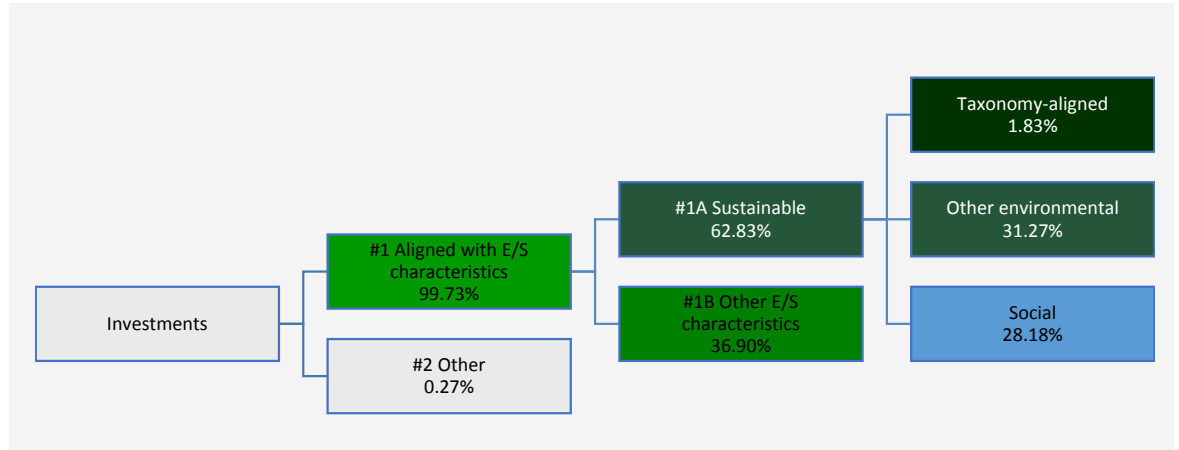 Investments
#1 Aligned with E/S
characteristics
99.73%
#2 Other
0.27%
#1A Sustainable
62.83%
#1B Other E/S
characteristics
36.90%
Taxonomy-aligned
1.83%
Other environmental
31.27%
Social
28.18%